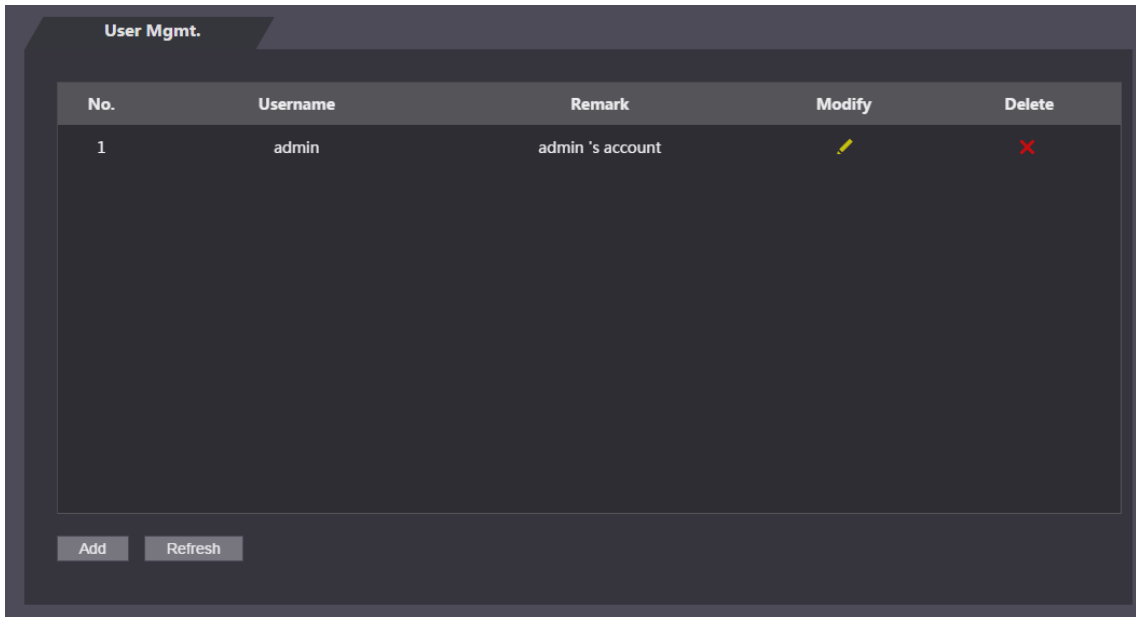 User Mgmt.
No. Username Remark Modify Delete
1 admin admin 's account
Add Refresh